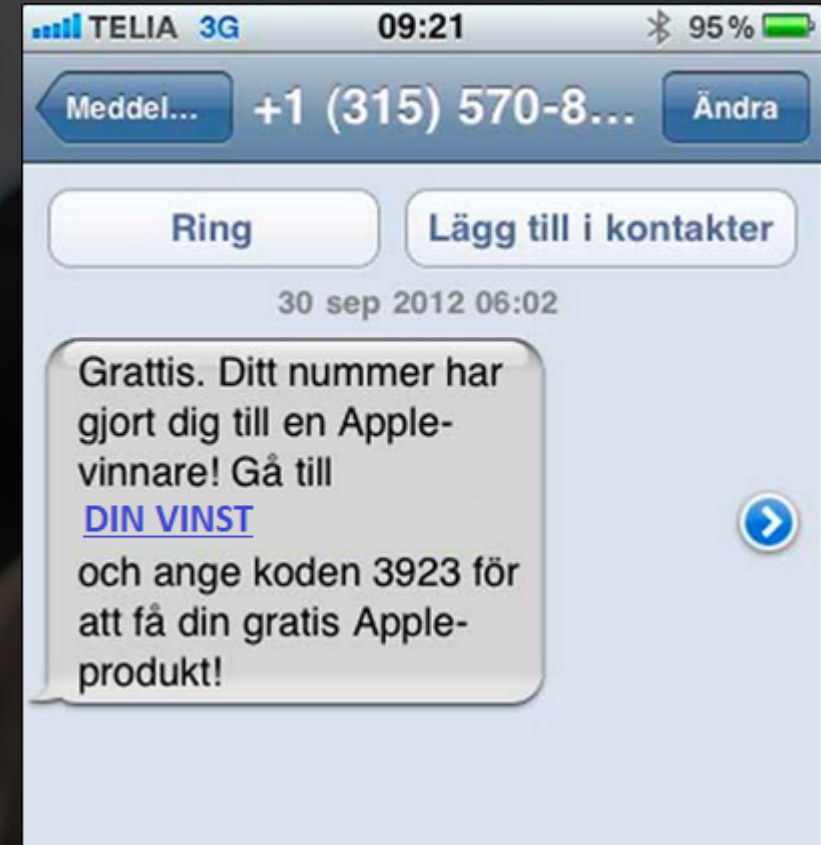 TELIA 3G 09:21 95%
Meddel... +1 (315) 570-8... Ändra
Ring Lägg till i kontakter
30 sep 2012 06:02
Grattis. Ditt nummer har
gjort dig till en Apple-
vinnare! Gå till
DIN VINST
och ange koden 3923 för
att få din gratis Apple-
produkt!